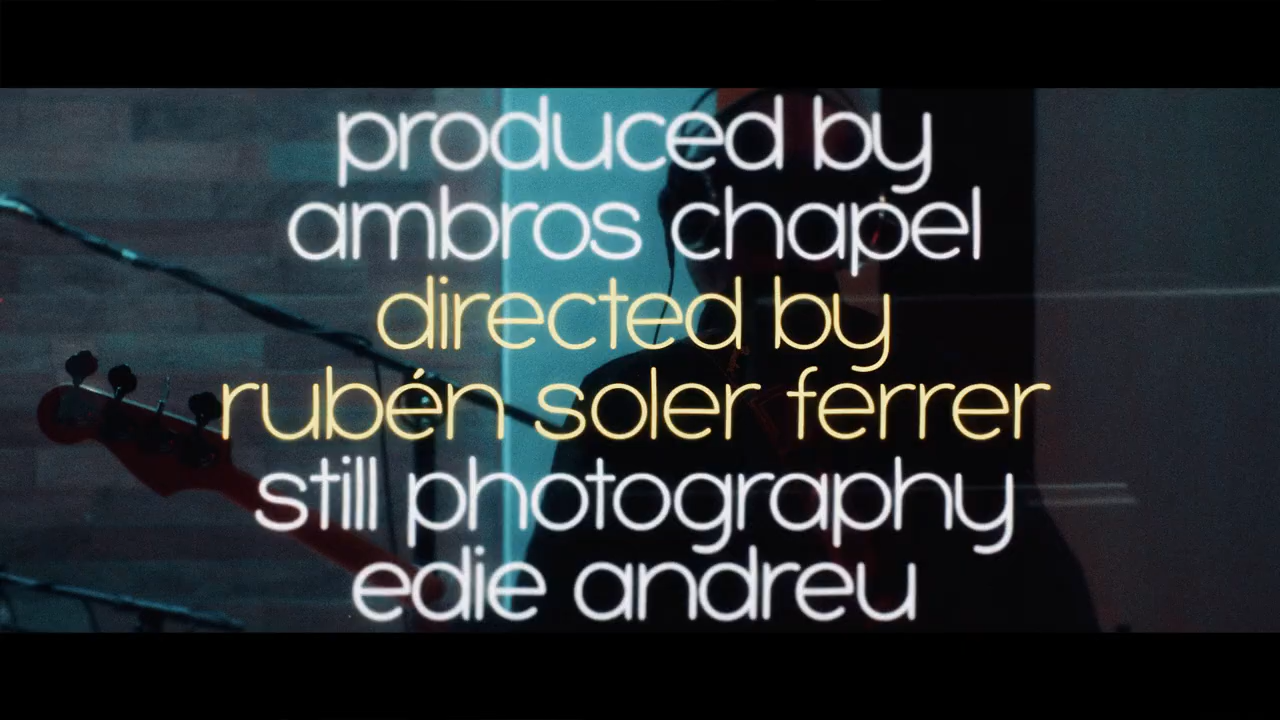 produced by
ambros chapel
directed by
rubén soler ferrer
still photography
edie andreu